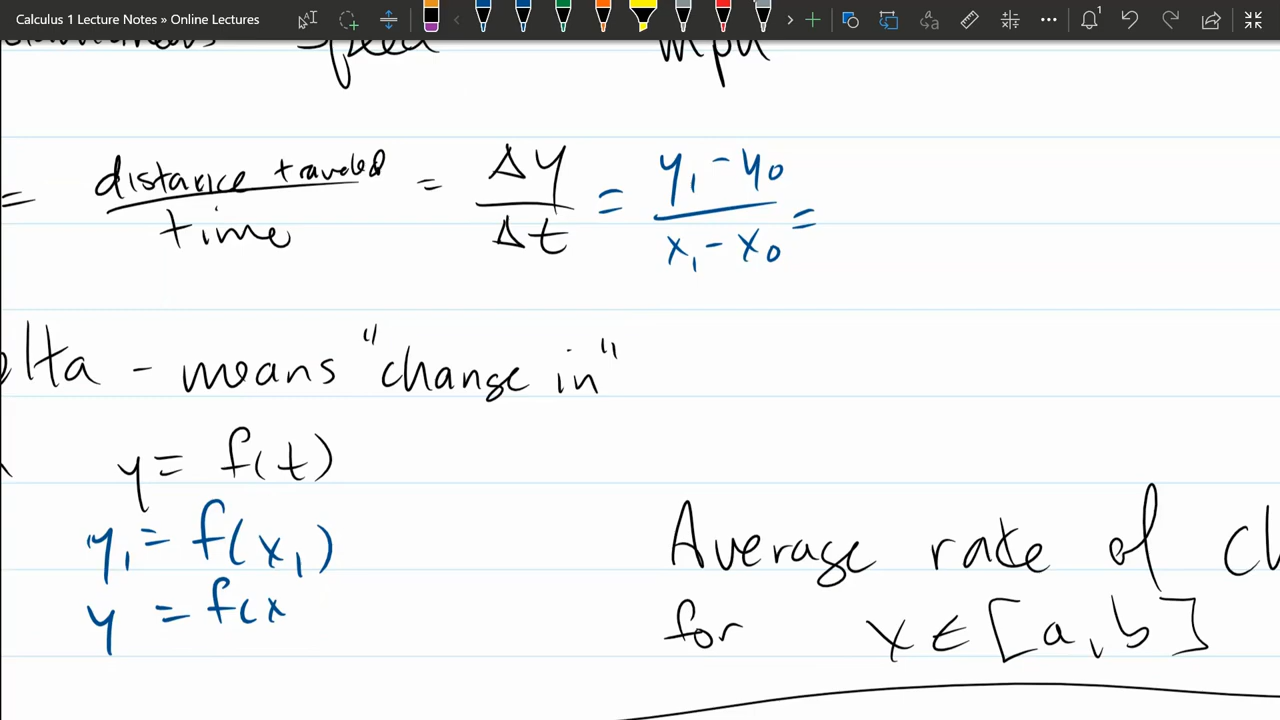 Calculus 1 Lecture Notes » Online Lectures
speed mph
= distance traveled / time = Δy / Δt = y₁ - y₀ / x₁ - x₀ =
elta - means "change in"
y = f(t)
y₁ = f(x₁)
y = f(x
Average rate of
for x ∈ [a, b]